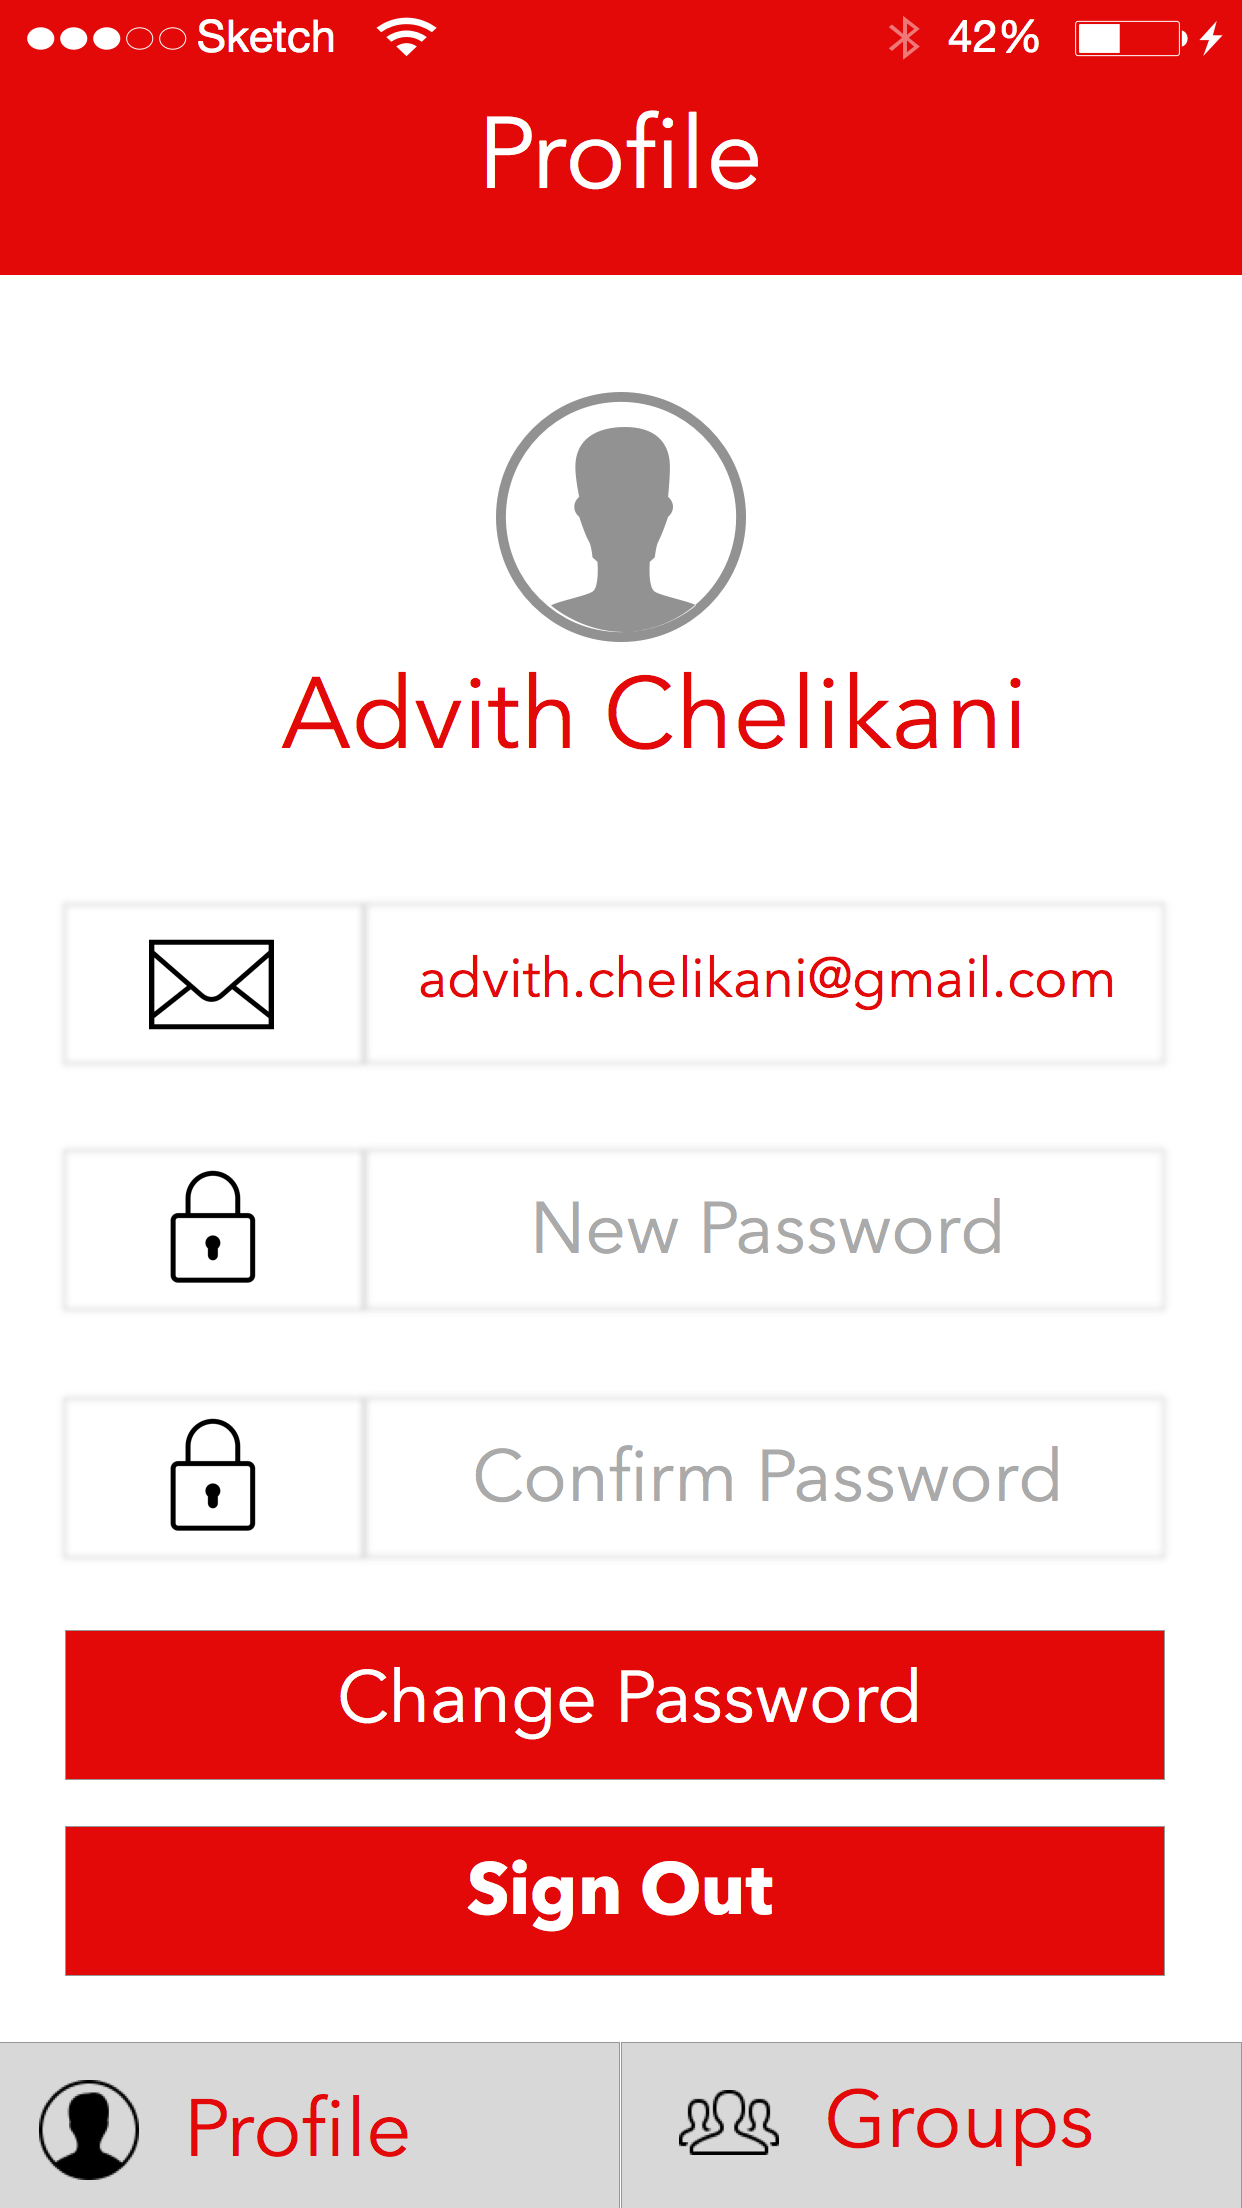 Sketch 42%
Profile
Advith Chelikani
advith.chelikani@gmail.com
New Password
Confirm Password
Change Password
Sign Out
Profile Groups